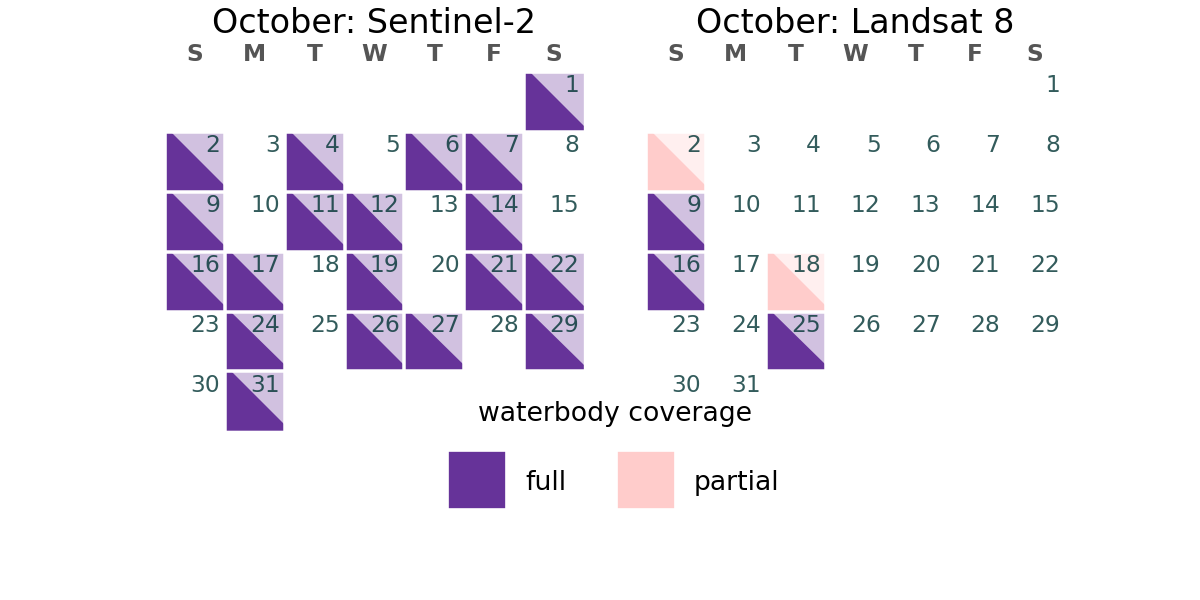 October: Sentinel-2
S M T W T F S
1
2 3 4 5 6 7 8
9 10 11 12 13 14 15
16 17 18 19 20 21 22
23 24 25 26 27 28 29
30 31
October: Landsat 8
S M T W T F S
1
2 3 4 5 6 7 8
9 10 11 12 13 14 15
16 17 18 19 20 21 22
23 24 25 26 27 28 29
30 31
waterbody coverage
full partial